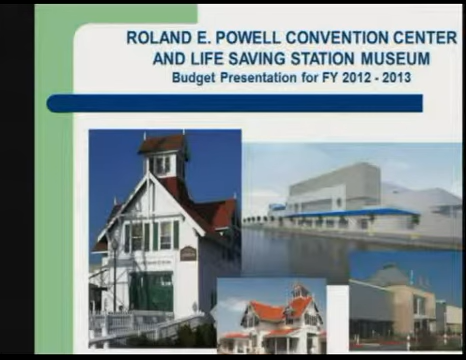 ROLAND E. POWELL CONVENTION CENTER
AND LIFE SAVING STATION MUSEUM
Budget Presentation for FY 2012 - 2013